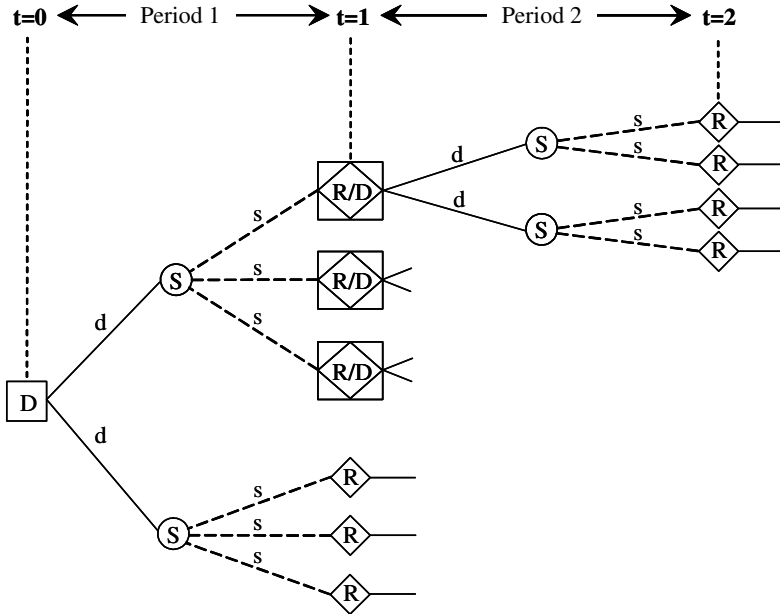 t=0 Period 1 t=1 Period 2 t=2
s R
d S
s R
R/D
s d s R
S
s R
s R/D
S
s
d R/D
D
d
s R
s R
S
s
R